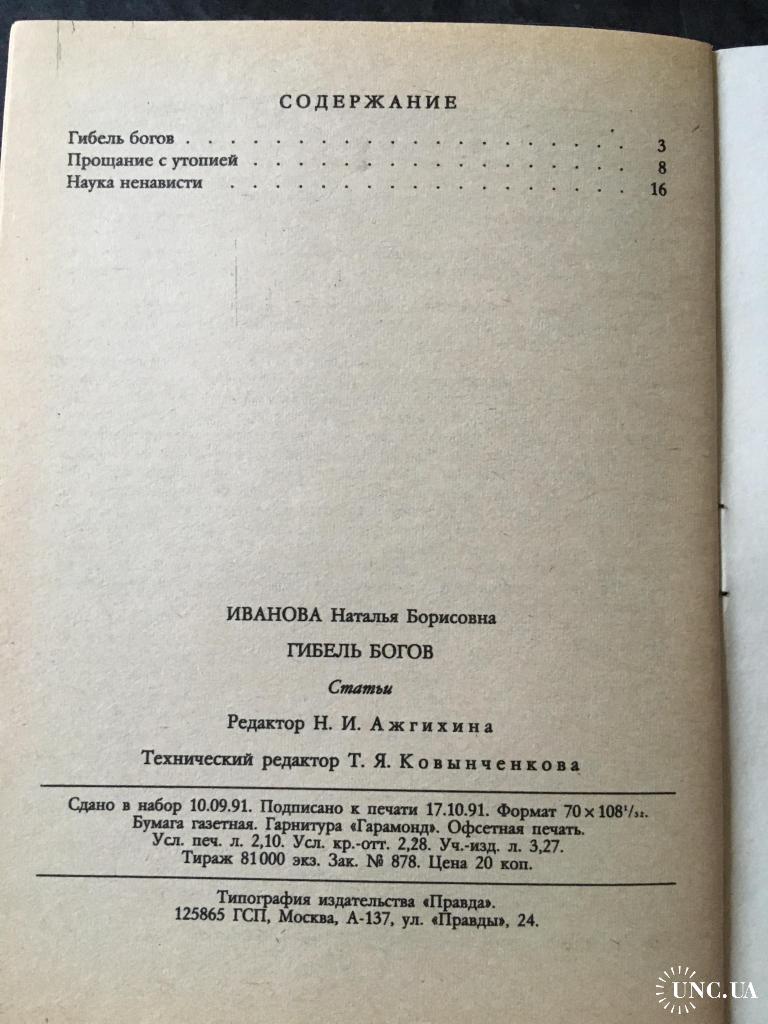 СОДЕРЖАНИЕ
Гибель богов . . . . . . . . . . . . . . . . 3
Прощание с утопией . . . . . . . . . . . . . . 8
Наука ненависти . . . . . . . . . . . . . . . 16
ИВАНОВА Наталья Борисовна
ГИБЕЛЬ БОГОВ
Статьи
Редактор Н. И. Ажгихина
Технический редактор Т. Я. Ковынченкова
Сдано в набор 10.09.91. Подписано к печати 17.10.91. Формат 70×108¹/₃₂.
Бумага газетная. Гарнитура «Гарамонд». Офсетная печать.
Усл. печ. л. 2,10. Усл. кр.-отт. 2,28. Уч.-изд. л. 3,27.
Тираж 81 000 экз. Зак. № 878. Цена 20 коп.
Типография издательства «Правда».
125865 ГСП, Москва, А-137, ул. «Правды», 24.
UNC.UA